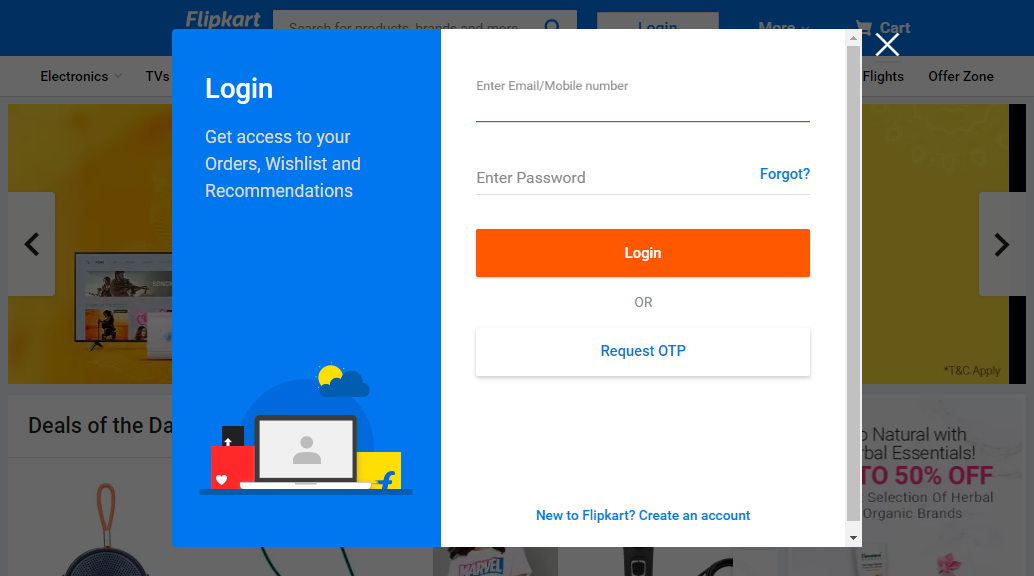 Flipkart
Search for products, brands and more
Login
More
Cart
Electronics
TVs
Flights
Offer Zone
Login
Get access to your
Orders, Wishlist and
Recommendations
Enter Email/Mobile number
Enter Password
Forgot?
Login
OR
Request OTP
New to Flipkart? Create an account
*T&C Apply
Deals of the Da
o Natural with
bal Essentials!
TO 50% OFF
Selection Of Herbal
Organic Brands
MARVEL